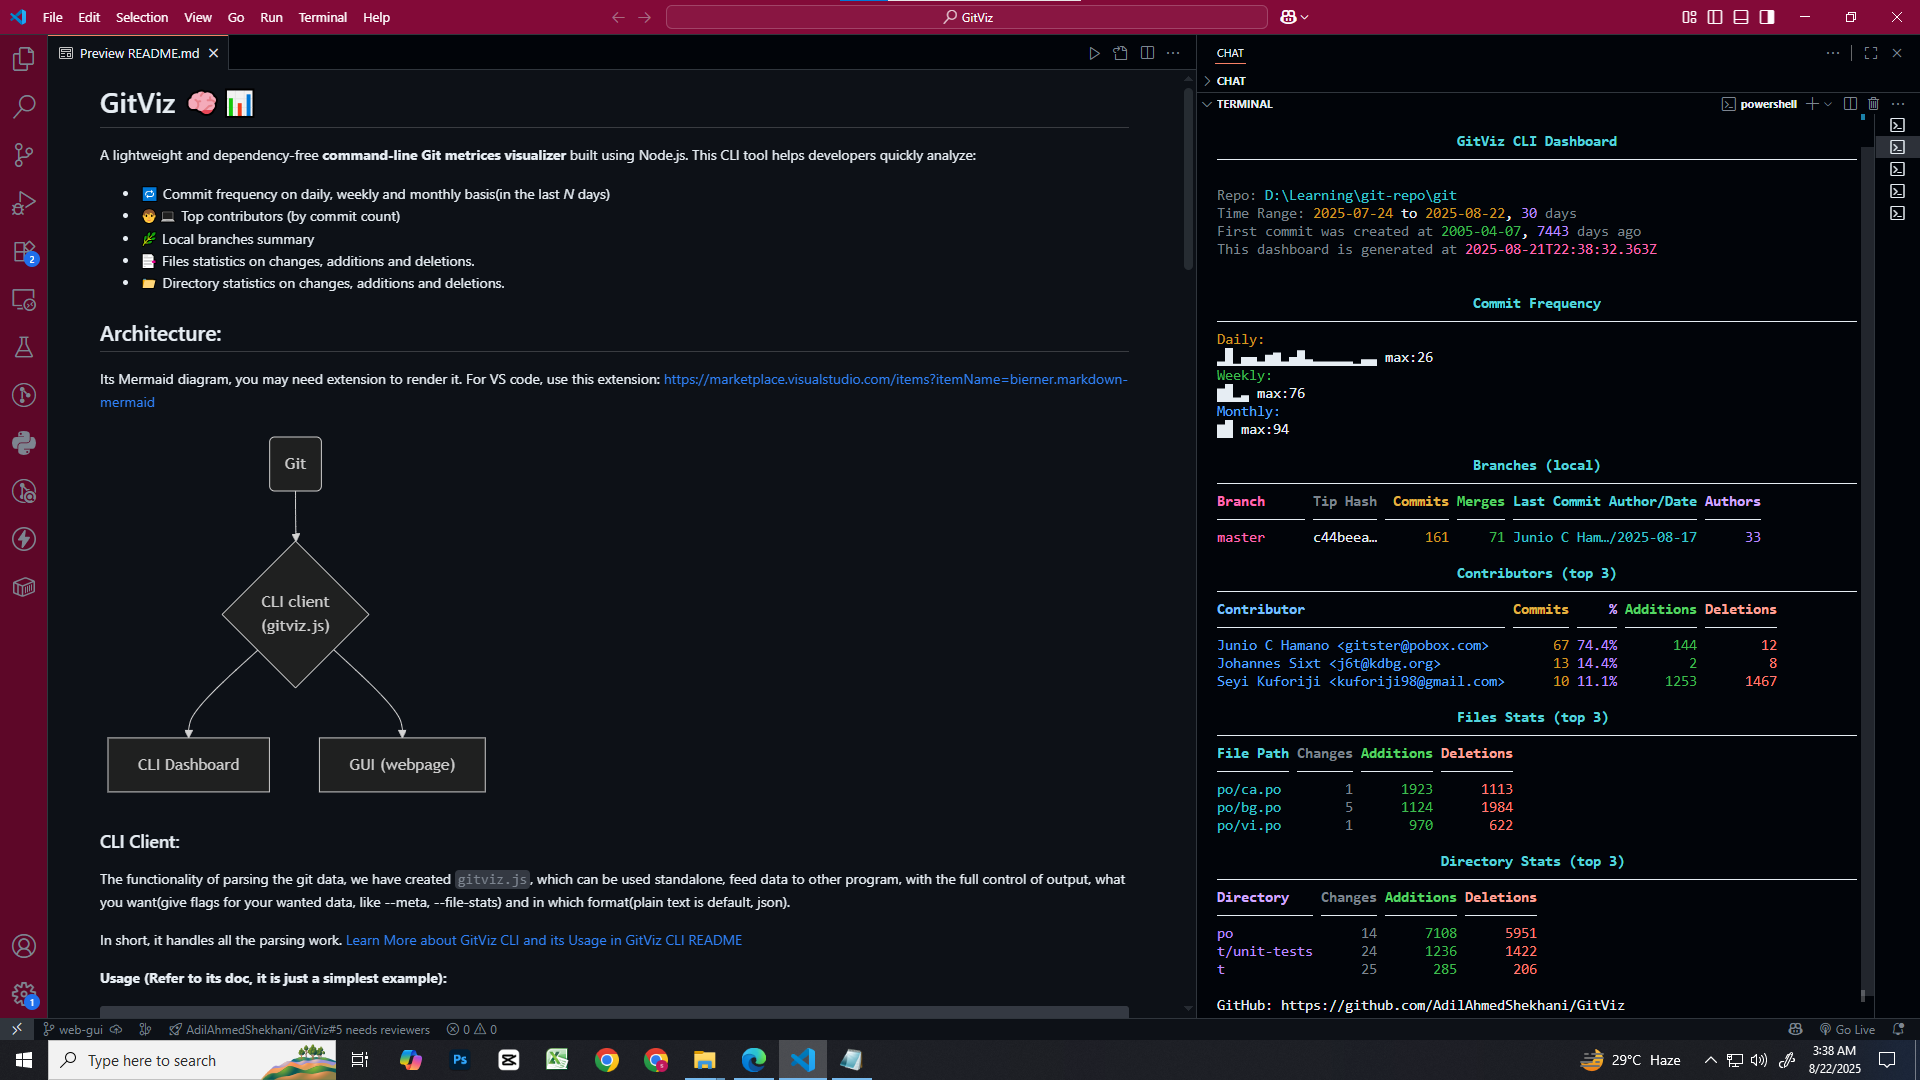 File Edit Selection View Go Run Terminal Help
GitViz
Preview README.md
GitViz 🧠 📊
A lightweight and dependency-free command-line Git metrices visualizer built using Node.js. This CLI tool helps developers quickly analyze:
• 🔁 Commit frequency on daily, weekly and monthly basis(in the last N days)
• 👨 💻 Top contributors (by commit count)
• 🌿 Local branches summary
• 📑 Files statistics on changes, additions and deletions.
• 📁 Directory statistics on changes, additions and deletions.
Architecture:
Its Mermaid diagram, you may need extension to render it. For VS code, use this extension: https://marketplace.visualstudio.com/items?itemName=bierner.markdown-
mermaid
Git
CLI client
(gitviz.js)
CLI Dashboard GUI (webpage)
CLI Client:
The functionality of parsing the git data, we have created gitviz.js, which can be used standalone, feed data to other program, with the full control of output, what
you want(give flags for your wanted data, like --meta, --file-stats) and in which format(plain text is default, json).
In short, it handles all the parsing work. Learn More about GitViz CLI and its Usage in GitViz CLI README
Usage (Refer to its doc, it is just a simplest example):
CHAT
CHAT
TERMINAL
powershell
GitViz CLI Dashboard
Repo: D:\Learning\git-repo\git
Time Range: 2025-07-24 to 2025-08-22, 30 days
First commit was created at 2005-04-07, 7443 days ago
This dashboard is generated at 2025-08-21T22:38:32.363Z
Commit Frequency
Daily:
max:26
Weekly:
max:76
Monthly:
max:94
Branches (local)
Branch Tip Hash Commits Merges Last Commit Author/Date Authors
master c44beea… 161 71 Junio C Ham…/2025-08-17 33
Contributors (top 3)
Contributor Commits % Additions Deletions
Junio C Hamano <gitster@pobox.com> 67 74.4% 144 12
Johannes Sixt <j6t@kdbg.org> 13 14.4% 2 8
Seyi Kuforiji <kuforiji98@gmail.com> 10 11.1% 1253 1467
Files Stats (top 3)
File Path Changes Additions Deletions
po/ca.po 1 1923 1113
po/bg.po 5 1124 1984
po/vi.po 1 970 622
Directory Stats (top 3)
Directory Changes Additions Deletions
po 14 7108 5951
t/unit-tests 24 1236 1422
t 25 285 206
GitHub: https://github.com/AdilAhmedShekhani/GitViz
2
1
web-gui AdilAhmedShekhani/GitViz#5 needs reviewers 0 0 Go Live
Type here to search
Ps
29°C Haze
3:38 AM
8/22/2025